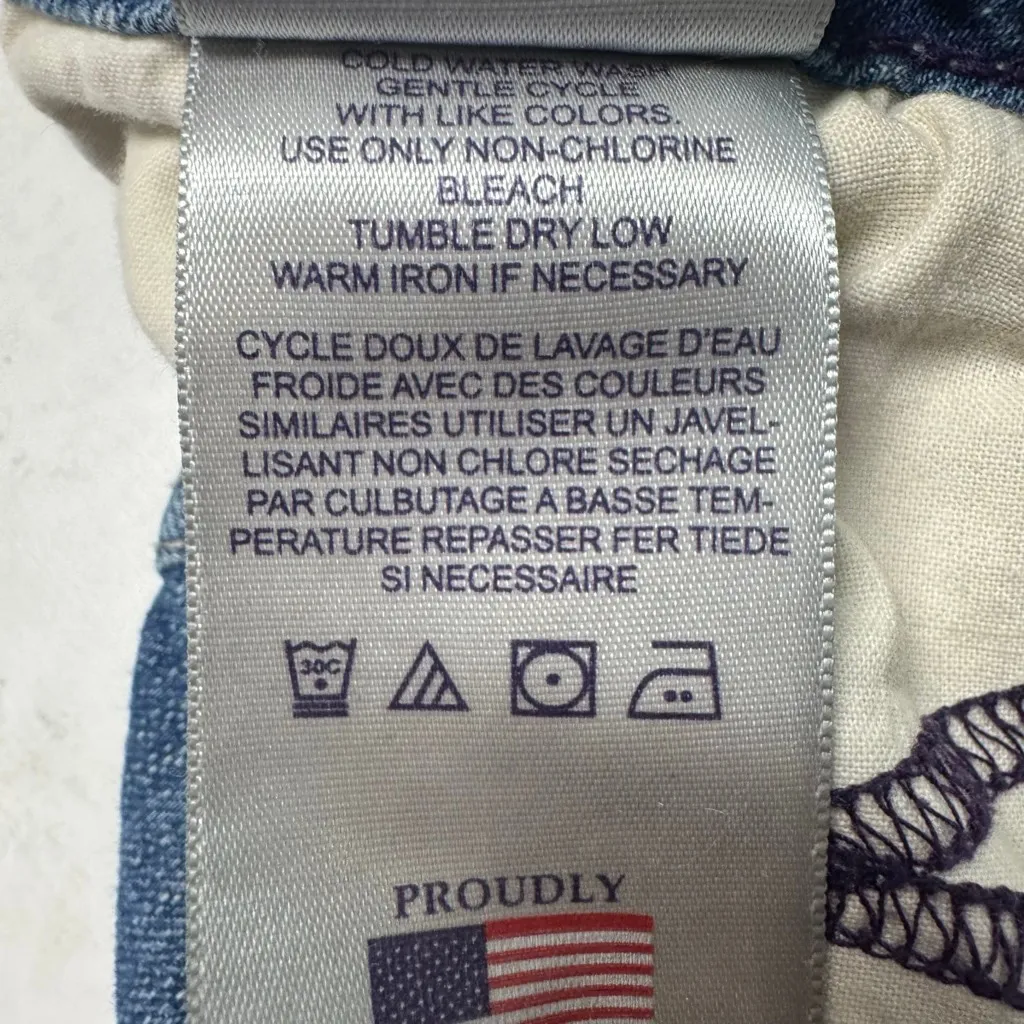 COLD WATER WASH
GENTLE CYCLE
WITH LIKE COLORS.
USE ONLY NON-CHLORINE
BLEACH
TUMBLE DRY LOW
WARM IRON IF NECESSARY
CYCLE DOUX DE LAVAGE D'EAU
FROIDE AVEC DES COULEURS
SIMILAIRES UTILISER UN JAVEL-
LISANT NON CHLORE SECHAGE
PAR CULBUTAGE A BASSE TEM-
PERATURE REPASSER FER TIEDE
SI NECESSAIRE
30C
PROUDLY